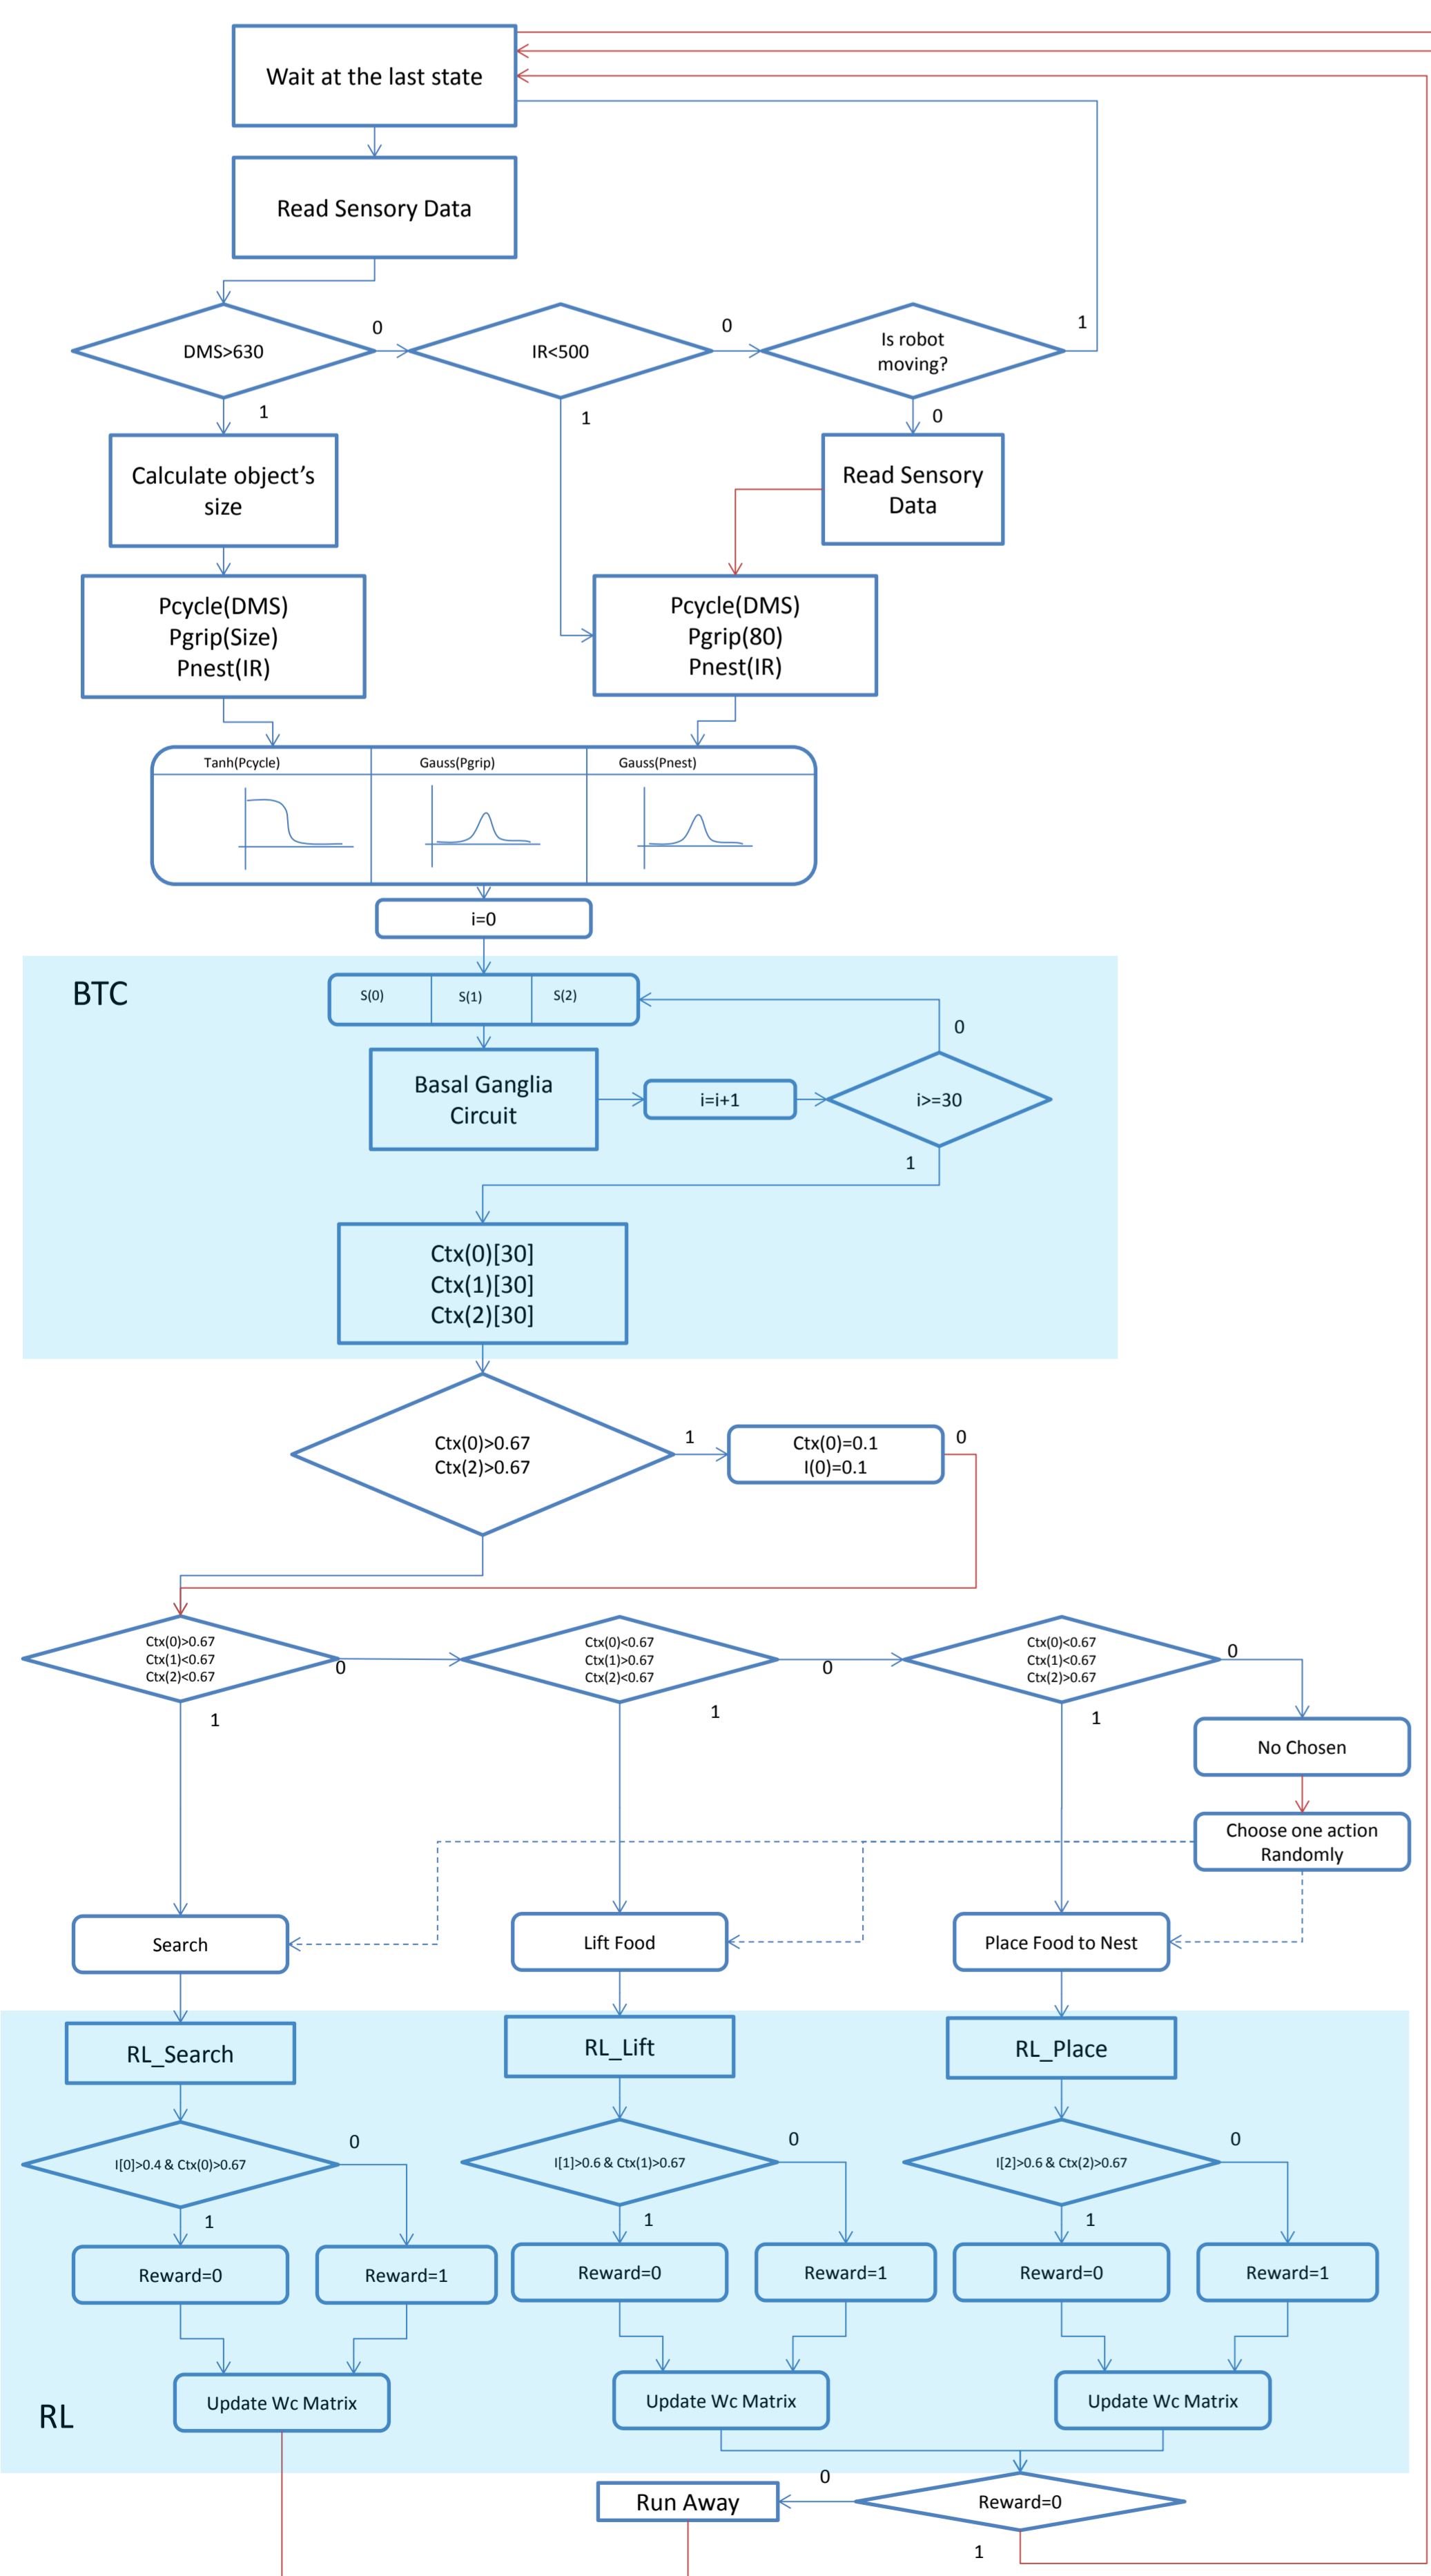 Wait at the last state
Read Sensory Data
DMS>630
0
IR<500
0
Is robot
moving?
1
1
1
0
Calculate object's
size
Read Sensory
Data
Pcycle(DMS)
Pgrip(Size)
Pnest(IR)
Pcycle(DMS)
Pgrip(80)
Pnest(IR)
Tanh(Pcycle)
Gauss(Pgrip)
Gauss(Pnest)
i=0
BTC
S(0)
S(1)
S(2)
0
Basal Ganglia
Circuit
i=i+1
i>=30
1
Ctx(0)[30]
Ctx(1)[30]
Ctx(2)[30]
Ctx(0)>0.67
Ctx(2)>0.67
1
Ctx(0)=0.1
I(0)=0.1
0
Ctx(0)>0.67
Ctx(1)<0.67
Ctx(2)<0.67
0
Ctx(0)<0.67
Ctx(1)>0.67
Ctx(2)<0.67
0
Ctx(0)<0.67
Ctx(1)<0.67
Ctx(2)>0.67
0
1
1
1
No Chosen
Choose one action
Randomly
Search
Lift Food
Place Food to Nest
RL_Search
RL_Lift
RL_Place
I[0]>0.4 & Ctx(0)>0.67
0
I[1]>0.6 & Ctx(1)>0.67
0
I[2]>0.6 & Ctx(2)>0.67
0
1
1
1
Reward=0
Reward=1
Reward=0
Reward=1
Reward=0
Reward=1
Update Wc Matrix
Update Wc Matrix
Update Wc Matrix
RL
Run Away
0
Reward=0
1